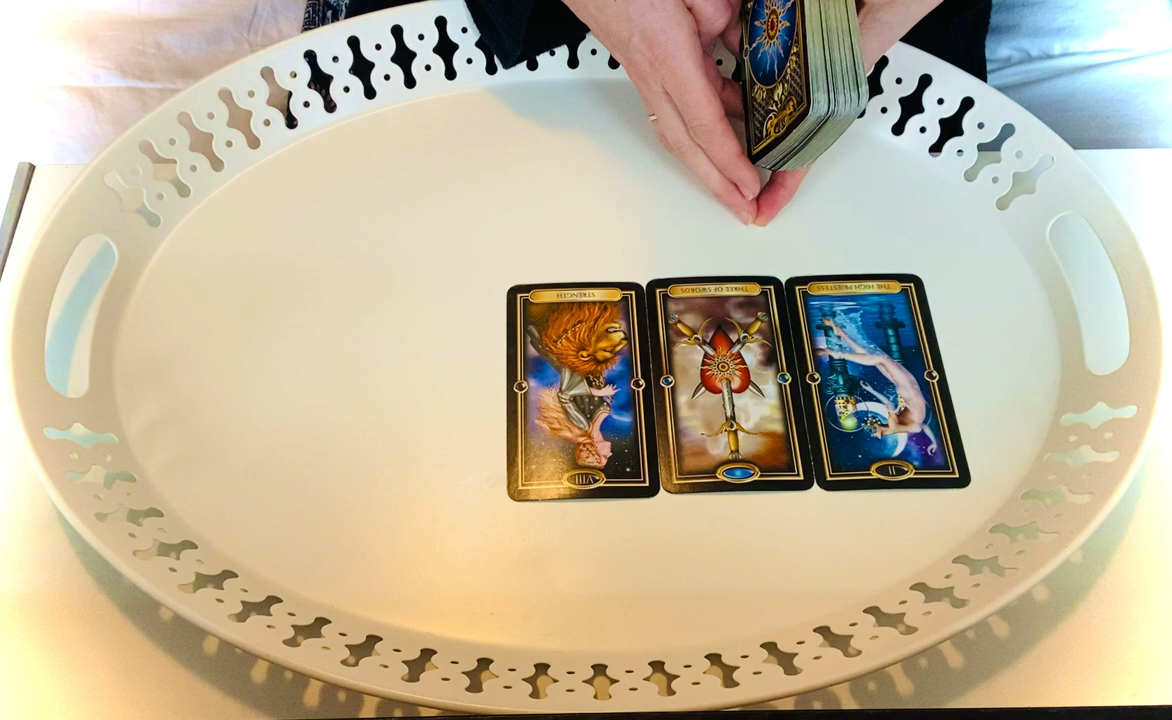 STRENGTH
THREE OF SWORDS
THE HIGH PRIESTESS
VIII
II